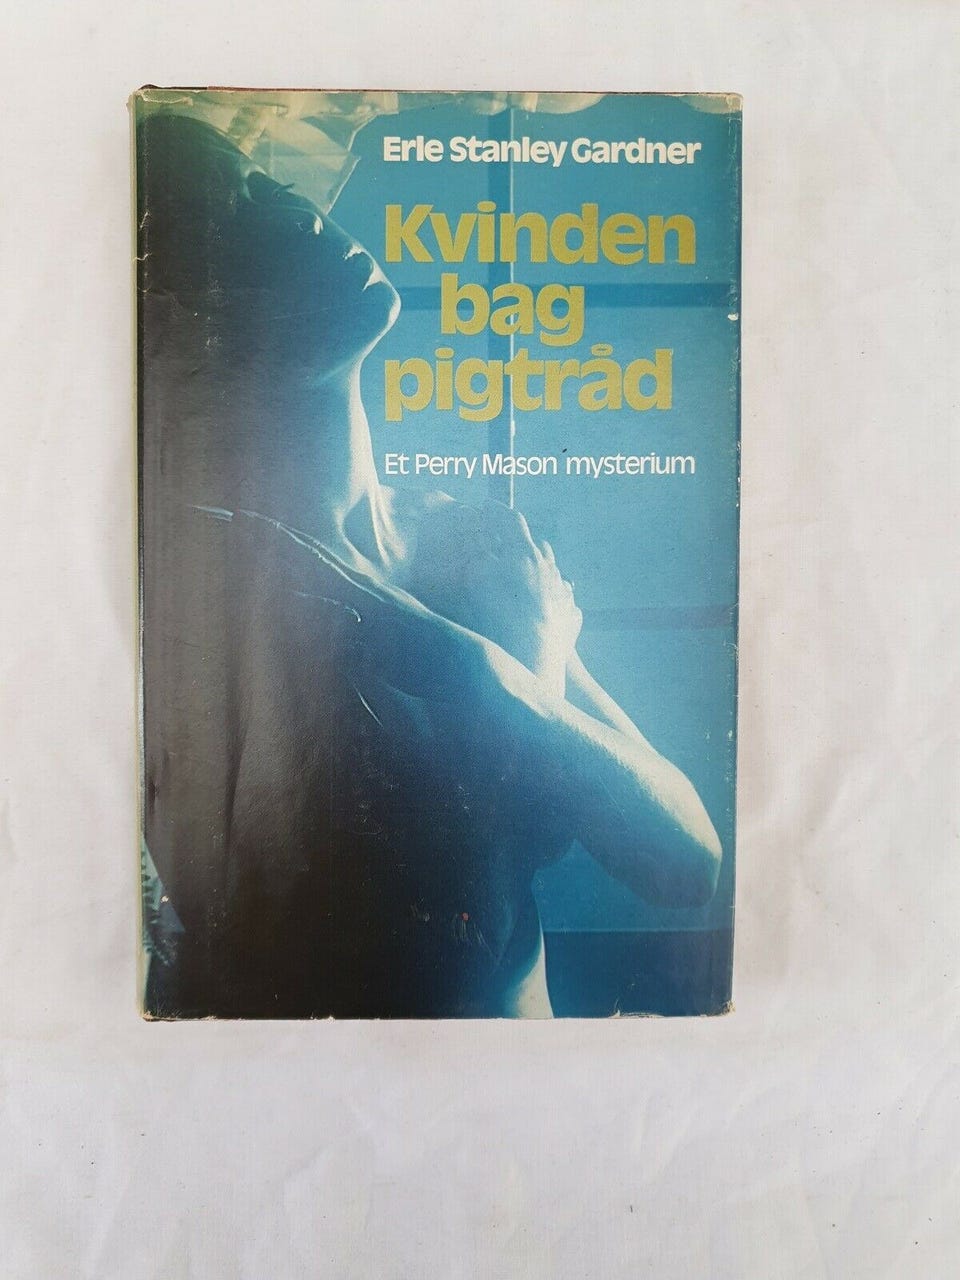 Erle Stanley Gardner
Kvinden
bag
pigtråd
Et Perry Mason mysterium